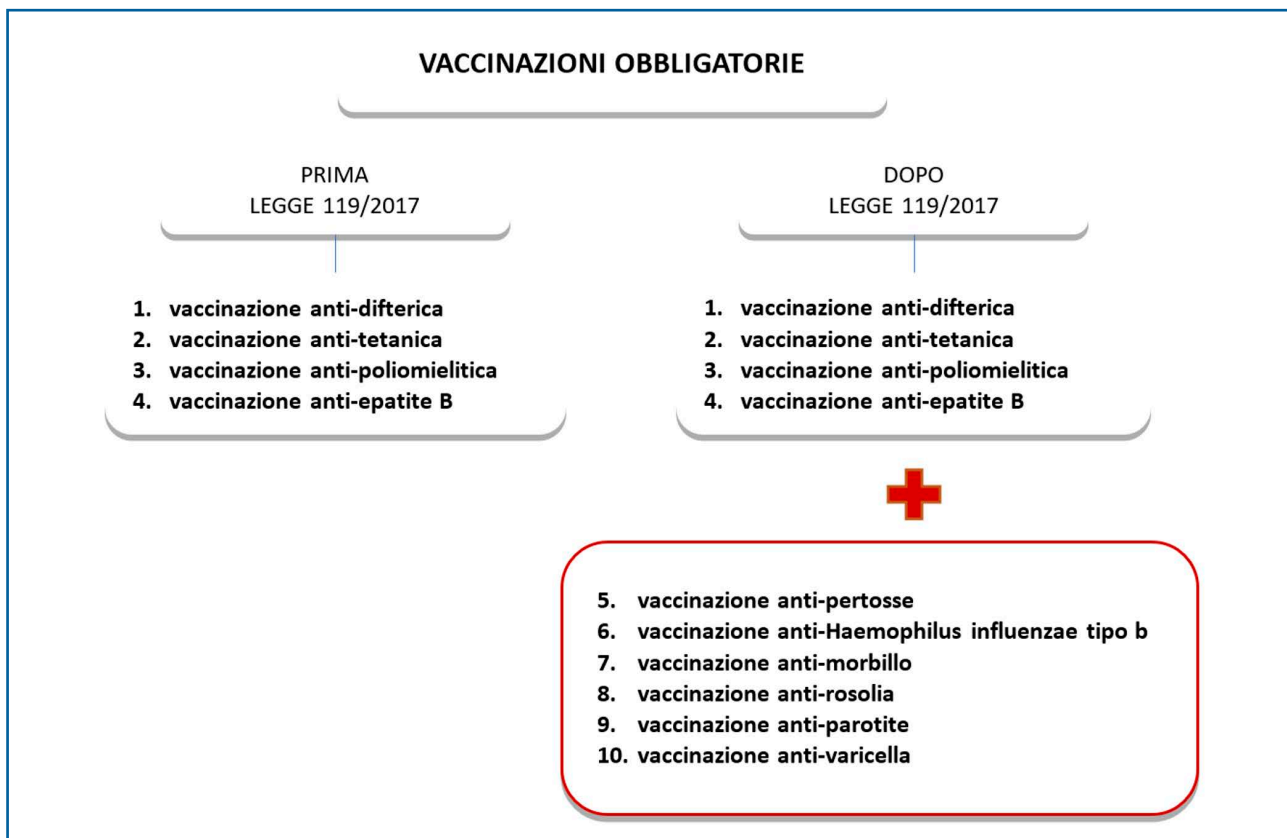 VACCINAZIONI OBBLIGATORIE
PRIMA
LEGGE 119/2017
1. vaccinazione anti-difterica
2. vaccinazione anti-tetanica
3. vaccinazione anti-poliomielitica
4. vaccinazione anti-epatite B
DOPO
LEGGE 119/2017
1. vaccinazione anti-difterica
2. vaccinazione anti-tetanica
3. vaccinazione anti-poliomielitica
4. vaccinazione anti-epatite B
5. vaccinazione anti-pertosse
6. vaccinazione anti-Haemophilus influenzae tipo b
7. vaccinazione anti-morbillo
8. vaccinazione anti-rosolia
9. vaccinazione anti-parotite
10. vaccinazione anti-varicella